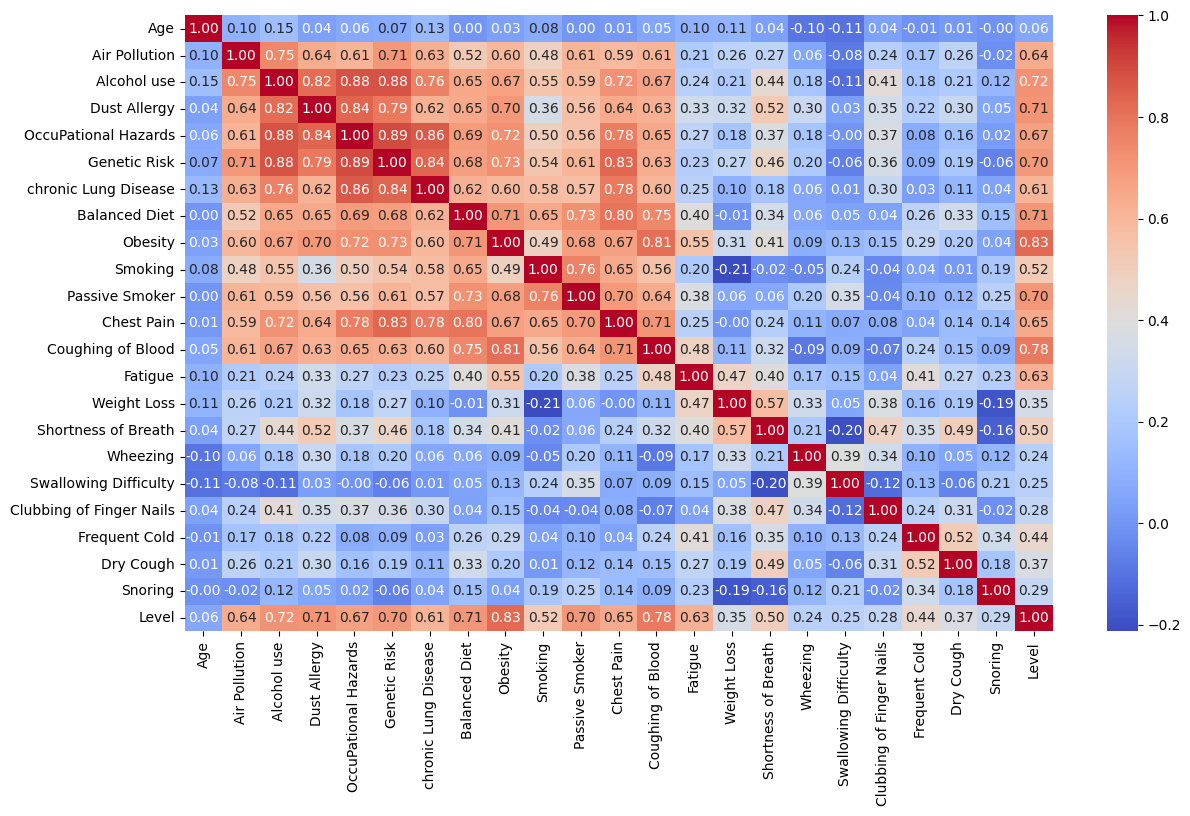 Age 1.00 0.10 0.15 0.04 0.06 0.07 0.13 0.00 0.03 0.08 0.00 0.01 0.05 0.10 0.11 0.04 -0.10 -0.11 0.04 -0.01 0.01 -0.00 0.06 1.0
Air Pollution 0.10 1.00 0.75 0.64 0.61 0.71 0.63 0.52 0.60 0.48 0.61 0.59 0.61 0.21 0.26 0.27 0.06 -0.08 0.24 0.17 0.26 -0.02 0.64
Alcohol use 0.15 0.75 1.00 0.82 0.88 0.88 0.76 0.65 0.67 0.55 0.59 0.72 0.67 0.24 0.21 0.44 0.18 -0.11 0.41 0.18 0.21 0.12 0.72
Dust Allergy 0.04 0.64 0.82 1.00 0.84 0.79 0.62 0.65 0.70 0.36 0.56 0.64 0.63 0.33 0.32 0.52 0.30 0.03 0.35 0.22 0.30 0.05 0.71
OccuPational Hazards 0.06 0.61 0.88 0.84 1.00 0.89 0.86 0.69 0.72 0.50 0.56 0.78 0.65 0.27 0.18 0.37 0.18 -0.00 0.37 0.08 0.16 0.02 0.67 0.8
Genetic Risk 0.07 0.71 0.88 0.79 0.89 1.00 0.84 0.68 0.73 0.54 0.61 0.83 0.63 0.23 0.27 0.46 0.20 -0.06 0.36 0.09 0.19 -0.06 0.70
chronic Lung Disease 0.13 0.63 0.76 0.62 0.86 0.84 1.00 0.62 0.60 0.58 0.57 0.78 0.60 0.25 0.10 0.18 0.06 0.01 0.30 0.03 0.11 0.04 0.61
Balanced Diet 0.00 0.52 0.65 0.65 0.69 0.68 0.62 1.00 0.71 0.65 0.73 0.80 0.75 0.40 -0.01 0.34 0.06 0.05 0.04 0.26 0.33 0.15 0.71
Obesity 0.03 0.60 0.67 0.70 0.72 0.73 0.60 0.71 1.00 0.49 0.68 0.67 0.81 0.55 0.31 0.41 0.09 0.13 0.15 0.29 0.20 0.04 0.83 0.6
Smoking 0.08 0.48 0.55 0.36 0.50 0.54 0.58 0.65 0.49 1.00 0.76 0.65 0.56 0.20 -0.21 -0.02 -0.05 0.24 -0.04 0.04 0.01 0.19 0.52
Passive Smoker 0.00 0.61 0.59 0.56 0.56 0.61 0.57 0.73 0.68 0.76 1.00 0.70 0.64 0.38 0.06 0.06 0.20 0.35 -0.04 0.10 0.12 0.25 0.70
Chest Pain 0.01 0.59 0.72 0.64 0.78 0.83 0.78 0.80 0.67 0.65 0.70 1.00 0.71 0.25 -0.00 0.24 0.11 0.07 0.08 0.04 0.14 0.14 0.65 0.4
Coughing of Blood 0.05 0.61 0.67 0.63 0.65 0.63 0.60 0.75 0.81 0.56 0.64 0.71 1.00 0.48 0.11 0.32 -0.09 0.09 -0.07 0.24 0.15 0.09 0.78
Fatigue 0.10 0.21 0.24 0.33 0.27 0.23 0.25 0.40 0.55 0.20 0.38 0.25 0.48 1.00 0.47 0.40 0.17 0.15 0.04 0.41 0.27 0.23 0.63
Weight Loss 0.11 0.26 0.21 0.32 0.18 0.27 0.10 -0.01 0.31 -0.21 0.06 -0.00 0.11 0.47 1.00 0.57 0.33 0.05 0.38 0.16 0.19 -0.19 0.35
Shortness of Breath 0.04 0.27 0.44 0.52 0.37 0.46 0.18 0.34 0.41 -0.02 0.06 0.24 0.32 0.40 0.57 1.00 0.21 -0.20 0.47 0.35 0.49 -0.16 0.50 0.2
Wheezing -0.10 0.06 0.18 0.30 0.18 0.20 0.06 0.06 0.09 -0.05 0.20 0.11 -0.09 0.17 0.33 0.21 1.00 0.39 0.34 0.10 0.05 0.12 0.24
Swallowing Difficulty -0.11 -0.08 -0.11 0.03 -0.00 -0.06 0.01 0.05 0.13 0.24 0.35 0.07 0.09 0.15 0.05 -0.20 0.39 1.00 -0.12 0.13 -0.06 0.21 0.25
Clubbing of Finger Nails 0.04 0.24 0.41 0.35 0.37 0.36 0.30 0.04 0.15 -0.04 -0.04 0.08 -0.07 0.04 0.38 0.47 0.34 -0.12 1.00 0.24 0.31 -0.02 0.28
Frequent Cold -0.01 0.17 0.18 0.22 0.08 0.09 0.03 0.26 0.29 0.04 0.10 0.04 0.24 0.41 0.16 0.35 0.10 0.13 0.24 1.00 0.52 0.34 0.44 0.0
Dry Cough 0.01 0.26 0.21 0.30 0.16 0.19 0.11 0.33 0.20 0.01 0.12 0.14 0.15 0.27 0.19 0.49 0.05 -0.06 0.31 0.52 1.00 0.18 0.37
Snoring -0.00 -0.02 0.12 0.05 0.02 -0.06 0.04 0.15 0.04 0.19 0.25 0.14 0.09 0.23 -0.19 -0.16 0.12 0.21 -0.02 0.34 0.18 1.00 0.29
Level 0.06 0.64 0.72 0.71 0.67 0.70 0.61 0.71 0.83 0.52 0.70 0.65 0.78 0.63 0.35 0.50 0.24 0.25 0.28 0.44 0.37 0.29 1.00 −0.2
Age
Air Pollution
Alcohol use
Dust Allergy
OccuPational Hazards
Genetic Risk
chronic Lung Disease
Balanced Diet
Obesity
Smoking
Passive Smoker
Chest Pain
Coughing of Blood
Fatigue
Weight Loss
Shortness of Breath
Wheezing
Swallowing Difficulty
Clubbing of Finger Nails
Frequent Cold
Dry Cough
Snoring
Level